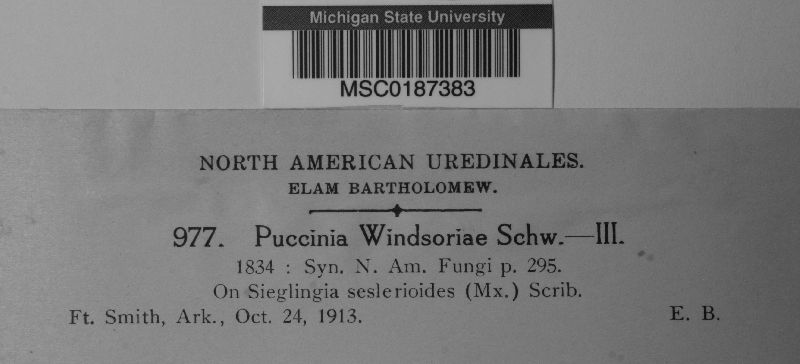 Michigan State University
MSC0187383
NORTH AMERICAN UREDINALES.
ELAM BARTHOLOMEW.
977. Puccinia Windsoriae Schw.—III.
1834 : Syn. N. Am. Fungi p. 295.
On Sieglingia seslerioides (Mx.) Scrib.
Ft. Smith, Ark., Oct. 24, 1913. E. B.